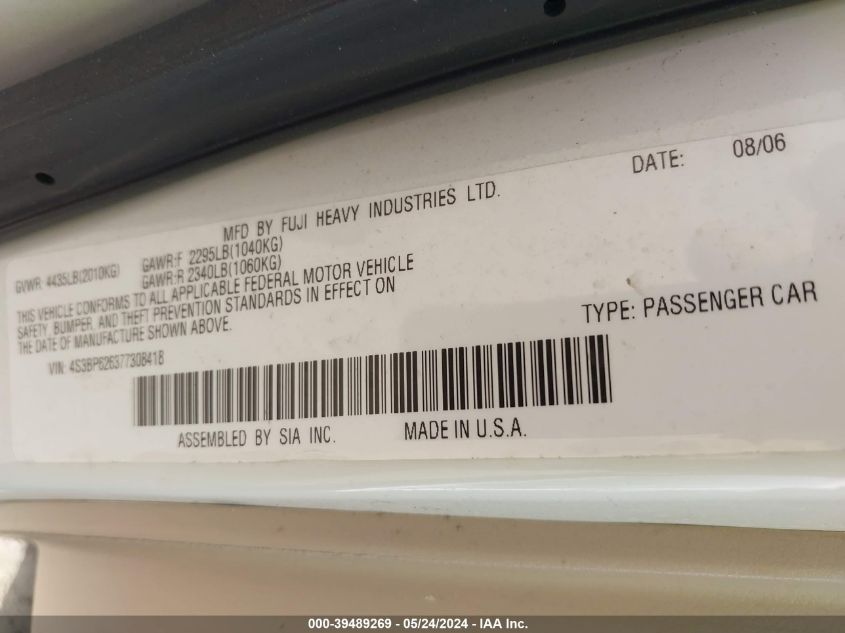 DATE: 08/06
MFD BY FUJI HEAVY INDUSTRIES LTD.
GVWR: 4435LB(2010KG) GAWR:F 2295LB(1040KG)
GAWR:R 2340LB(1060KG)
THIS VEHICLE CONFORMS TO ALL APPLICABLE FEDERAL MOTOR VEHICLE
SAFETY, BUMPER, AND THEFT PREVENTION STANDARDS IN EFFECT ON
THE DATE OF MANUFACTURE SHOWN ABOVE.
VIN: 4S3BP626377308418
TYPE: PASSENGER CAR
ASSEMBLED BY SIA INC. MADE IN U.S.A.
000-39489269 - 05/24/2024 - IAA Inc.